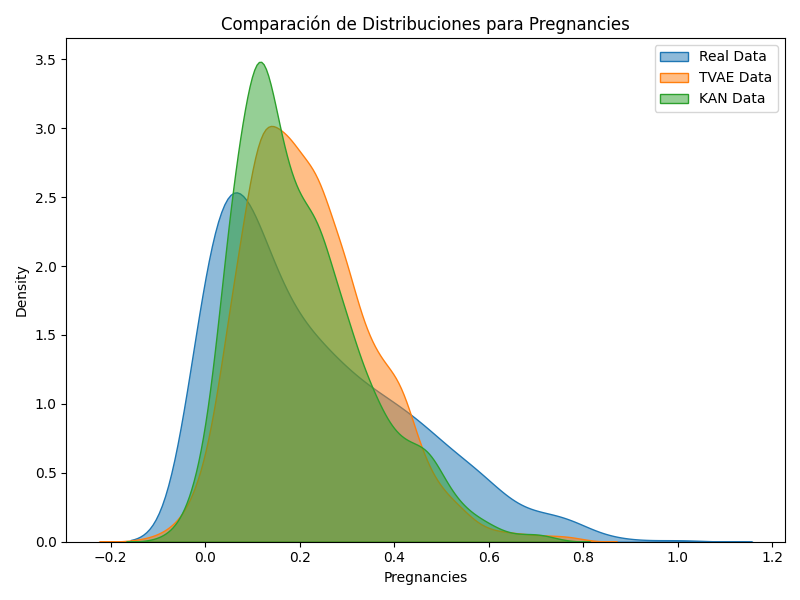 Comparación de Distribuciones para Pregnancies
Real Data
TVAE Data
KAN Data
Density
3.5
3.0
2.5
2.0
1.5
1.0
0.5
0.0
−0.2
0.0
0.2
0.4
0.6
0.8
1.0
1.2
Pregnancies